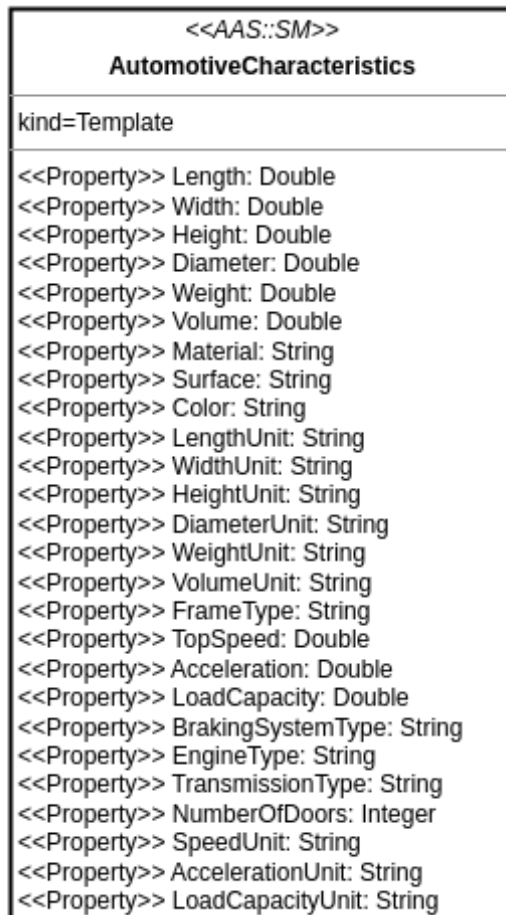 <<AAS::SM>>
AutomotiveCharacteristics
kind=Template
<<Property>> Length: Double
<<Property>> Width: Double
<<Property>> Height: Double
<<Property>> Diameter: Double
<<Property>> Weight: Double
<<Property>> Volume: Double
<<Property>> Material: String
<<Property>> Surface: String
<<Property>> Color: String
<<Property>> LengthUnit: String
<<Property>> WidthUnit: String
<<Property>> HeightUnit: String
<<Property>> DiameterUnit: String
<<Property>> WeightUnit: String
<<Property>> VolumeUnit: String
<<Property>> FrameType: String
<<Property>> TopSpeed: Double
<<Property>> Acceleration: Double
<<Property>> LoadCapacity: Double
<<Property>> BrakingSystemType: String
<<Property>> EngineType: String
<<Property>> TransmissionType: String
<<Property>> NumberOfDoors: Integer
<<Property>> SpeedUnit: String
<<Property>> AccelerationUnit: String
<<Property>> LoadCapacityUnit: String